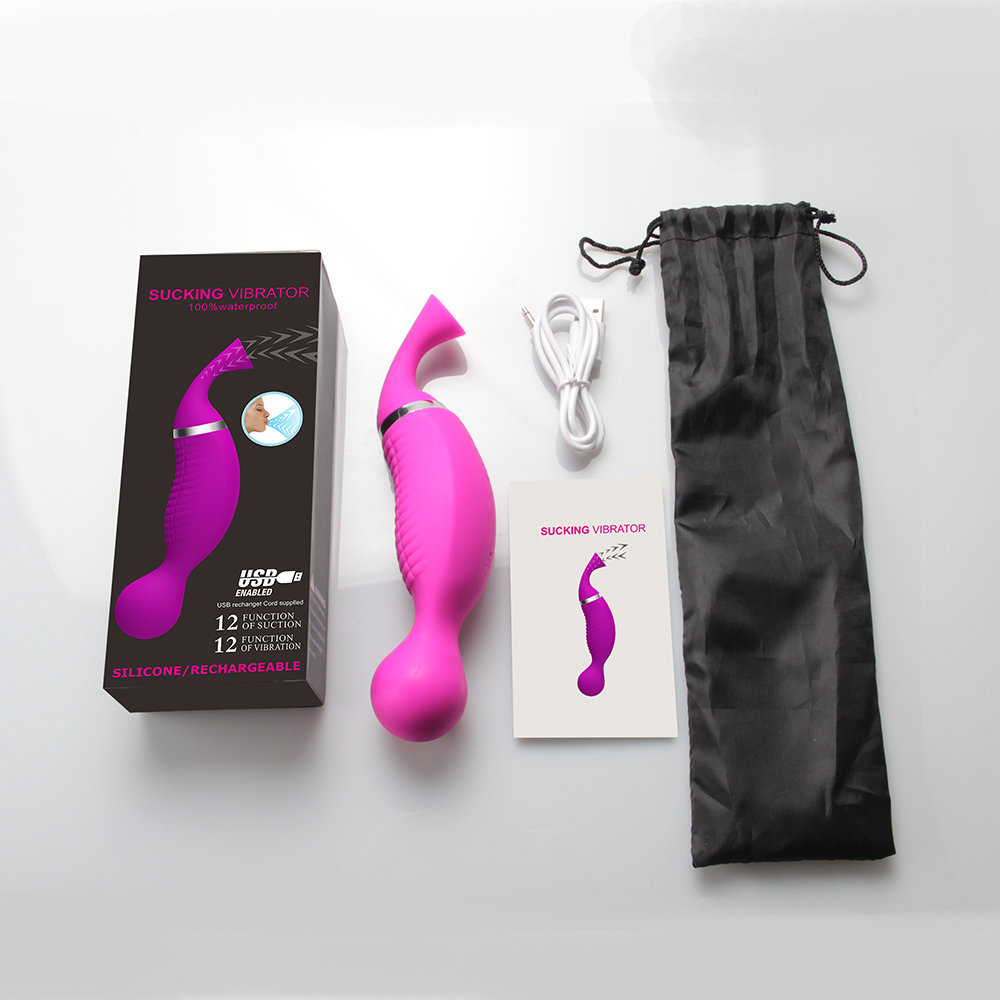 SUCKING VIBRATOR
100%waterproof
USB
ENABLED
USB rechanget Cord supplied
12 FUNCTION
OF SUCTION
12 FUNCTION
OF VIBRATION
SILICONE/RECHARGEABLE
SUCKING VIBRATOR